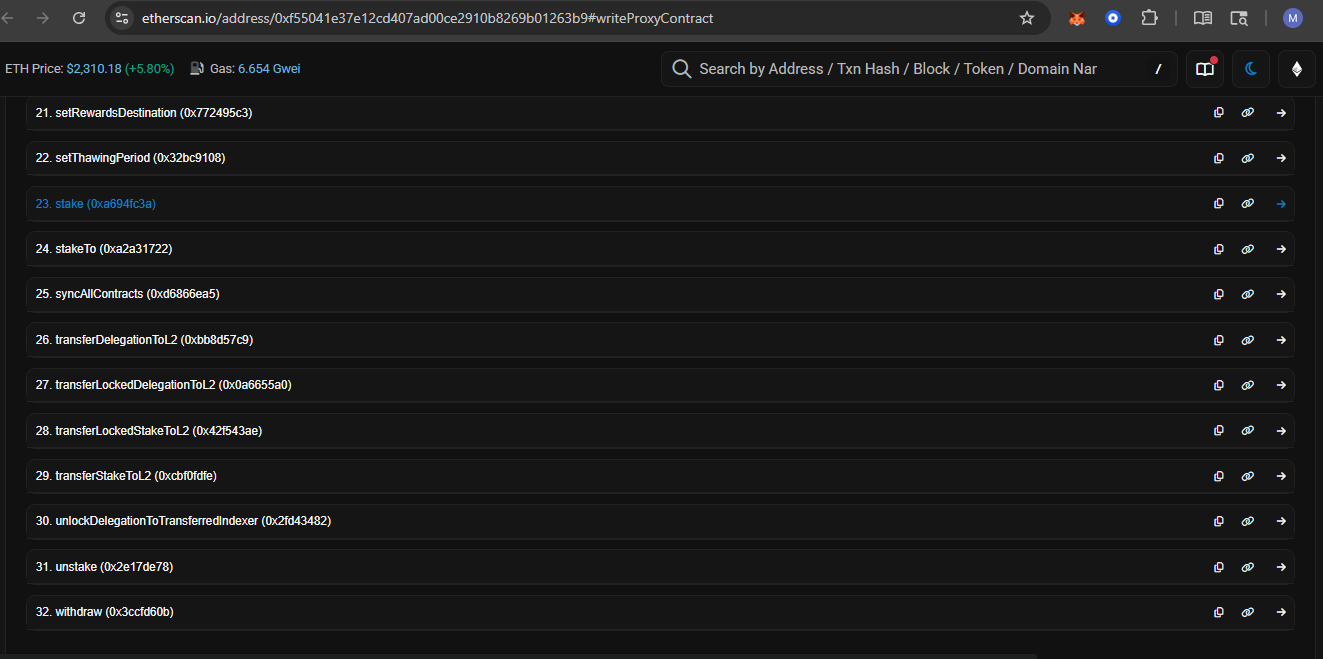 etherscan.io/address/0xf55041e37e12cd407ad00ce2910b8269b01263b9#writeProxyContract
M
ETH Price: $2,310.18 (+5.80%) Gas: 6.654 Gwei
Search by Address / Txn Hash / Block / Token / Domain Nar /
21. setRewardsDestination (0x772495c3)
22. setThawingPeriod (0x32bc9108)
23. stake (0xa694fc3a)
24. stakeTo (0xa2a31722)
25. syncAllContracts (0xd6866ea5)
26. transferDelegationToL2 (0xbb8d57c9)
27. transferLockedDelegationToL2 (0x0a6655a0)
28. transferLockedStakeToL2 (0x42f543ae)
29. transferStakeToL2 (0xcbf0fdfe)
30. unlockDelegationToTransferredIndexer (0x2fd43482)
31. unstake (0x2e17de78)
32. withdraw (0x3ccfd60b)